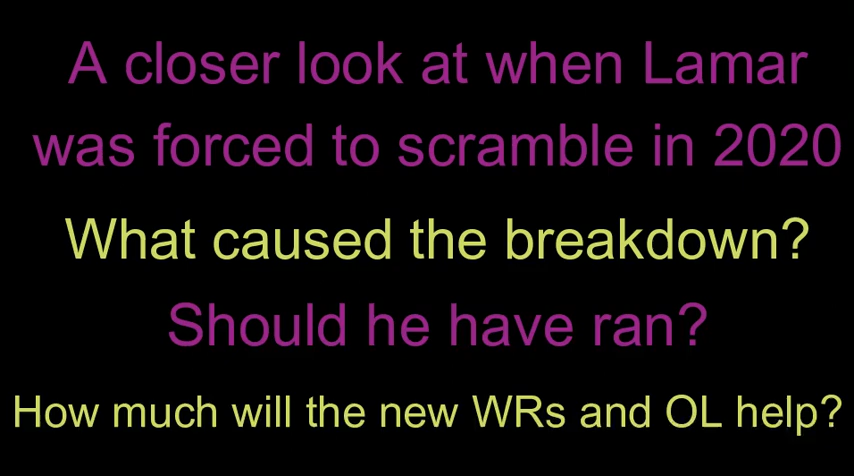 A closer look at when Lamar
was forced to scramble in 2020
What caused the breakdown?
Should he have ran?
How much will the new WRs and OL help?